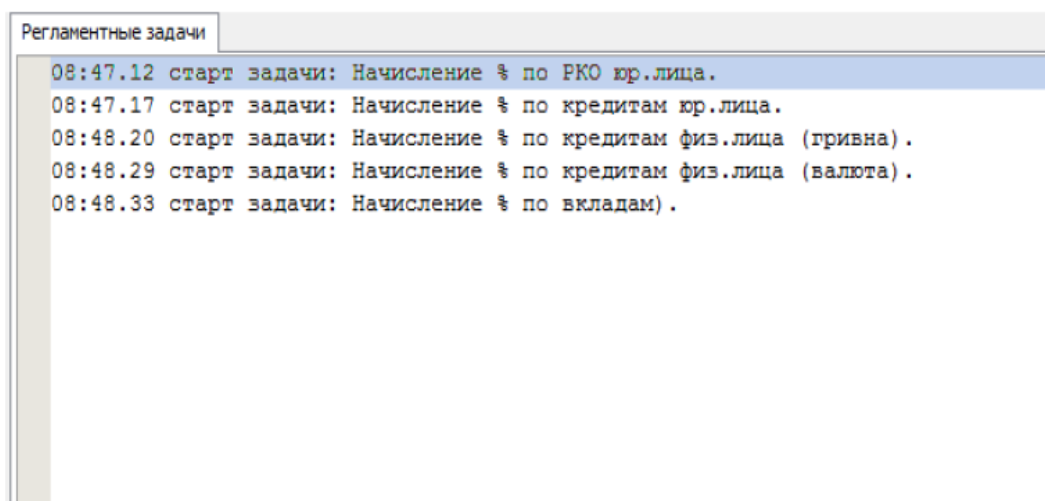 Регламентные задачи
08:47.12 старт задачи: Начисление % по РКО юр.лица.
08:47.17 старт задачи: Начисление % по кредитам юр.лица.
08:48.20 старт задачи: Начисление % по кредитам физ.лица (гривна).
08:48.29 старт задачи: Начисление % по кредитам физ.лица (валюта).
08:48.33 старт задачи: Начисление % по вкладам).